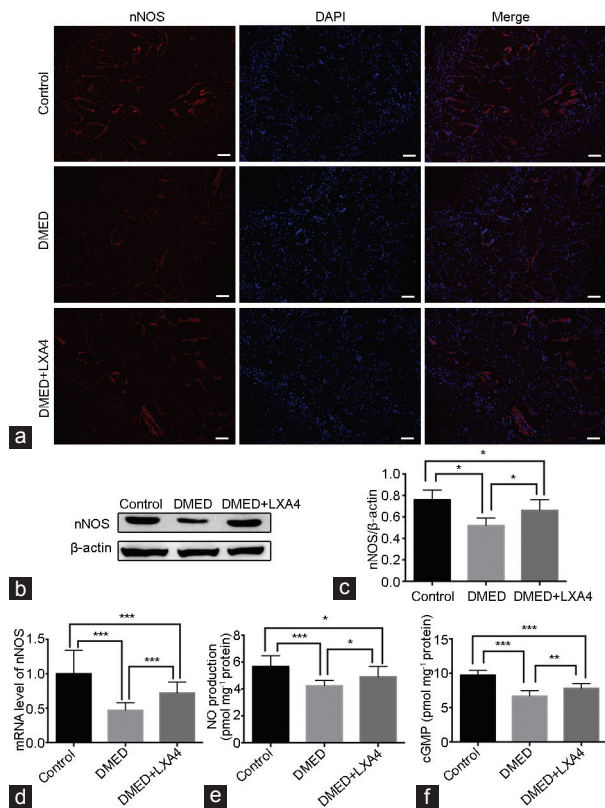 nNOS DAPI Merge
Control
DMED
DMED+LXA4
a
Control DMED DMED+LXA4
nNOS
β-actin
b
* 
* *
nNOS/β-actin
1.0
0.8
0.6
0.4
0.2
0
Control DMED DMED+LXA4
c
***
*** ***
mRNA level of nNOS
1.5
1.0
0.5
0.0
Control
DMED
DMED+LXA4
d
*
*** *
NO production
(pmol mg⁻¹ protein)
10
8
6
4
2
0
Control
DMED
DMED+LXA4
e
***
*** **
cGMP (pmol mg⁻¹ protein)
15
10
5
0
Control
DMED
DMED+LXA4
f